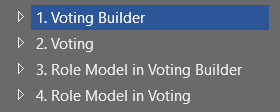 1. Voting Builder
2. Voting
3. Role Model in Voting Builder
4. Role Model in Voting